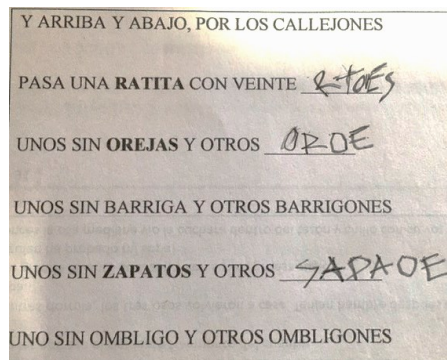 Y ARRIBA Y ABAJO, POR LOS CALLEJONES
PASA UNA RATITA CON VEINTE RtOES
UNOS SIN OREJAS Y OTROS OROE
UNOS SIN BARRIGA Y OTROS BARRIGONES
UNOS SIN ZAPATOS Y OTROS SAPAOE
UNO SIN OMBLIGO Y OTROS OMBLIGONES